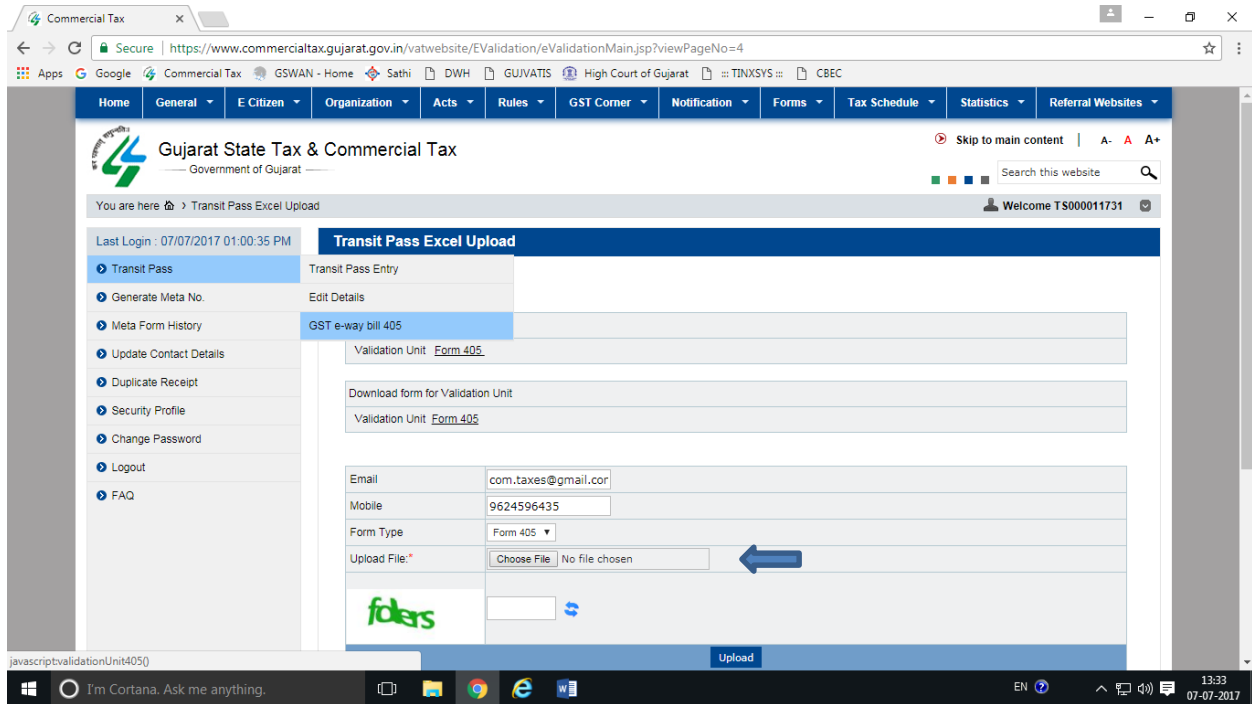 Commercial Tax
Secure | https://www.commercialtax.gujarat.gov.in/vatwebsite/EValidation/eValidationMain.jsp?viewPageNo=4
Apps Google Commercial Tax GSWAN - Home Sathi DWH GUJVATIS High Court of Gujarat ::: TINXSYS ::: CBEC
Home General E Citizen Organization Acts Rules GST Corner Notification Forms Tax Schedule Statistics Referral Websites
Skip to main content | A- A A+
Gujarat State Tax & Commercial Tax
Government of Gujarat
Search this website
You are here > Transit Pass Excel Upload
Welcome TS000011731
Last Login : 07/07/2017 01:00:35 PM
Transit Pass Excel Upload
Transit Pass
Transit Pass Entry
Generate Meta No.
Edit Details
Meta Form History
GST e-way bill 405
Update Contact Details
Validation Unit Form 405
Duplicate Receipt
Download form for Validation Unit
Security Profile
Validation Unit Form 405
Change Password
Logout
FAQ
Email com.taxes@gmail.cor
Mobile 9624596435
Form Type Form 405
Upload File:* Choose File No file chosen
folers
Upload
javascript:validationUnit405()
I'm Cortana. Ask me anything.
EN
13:33
07-07-2017